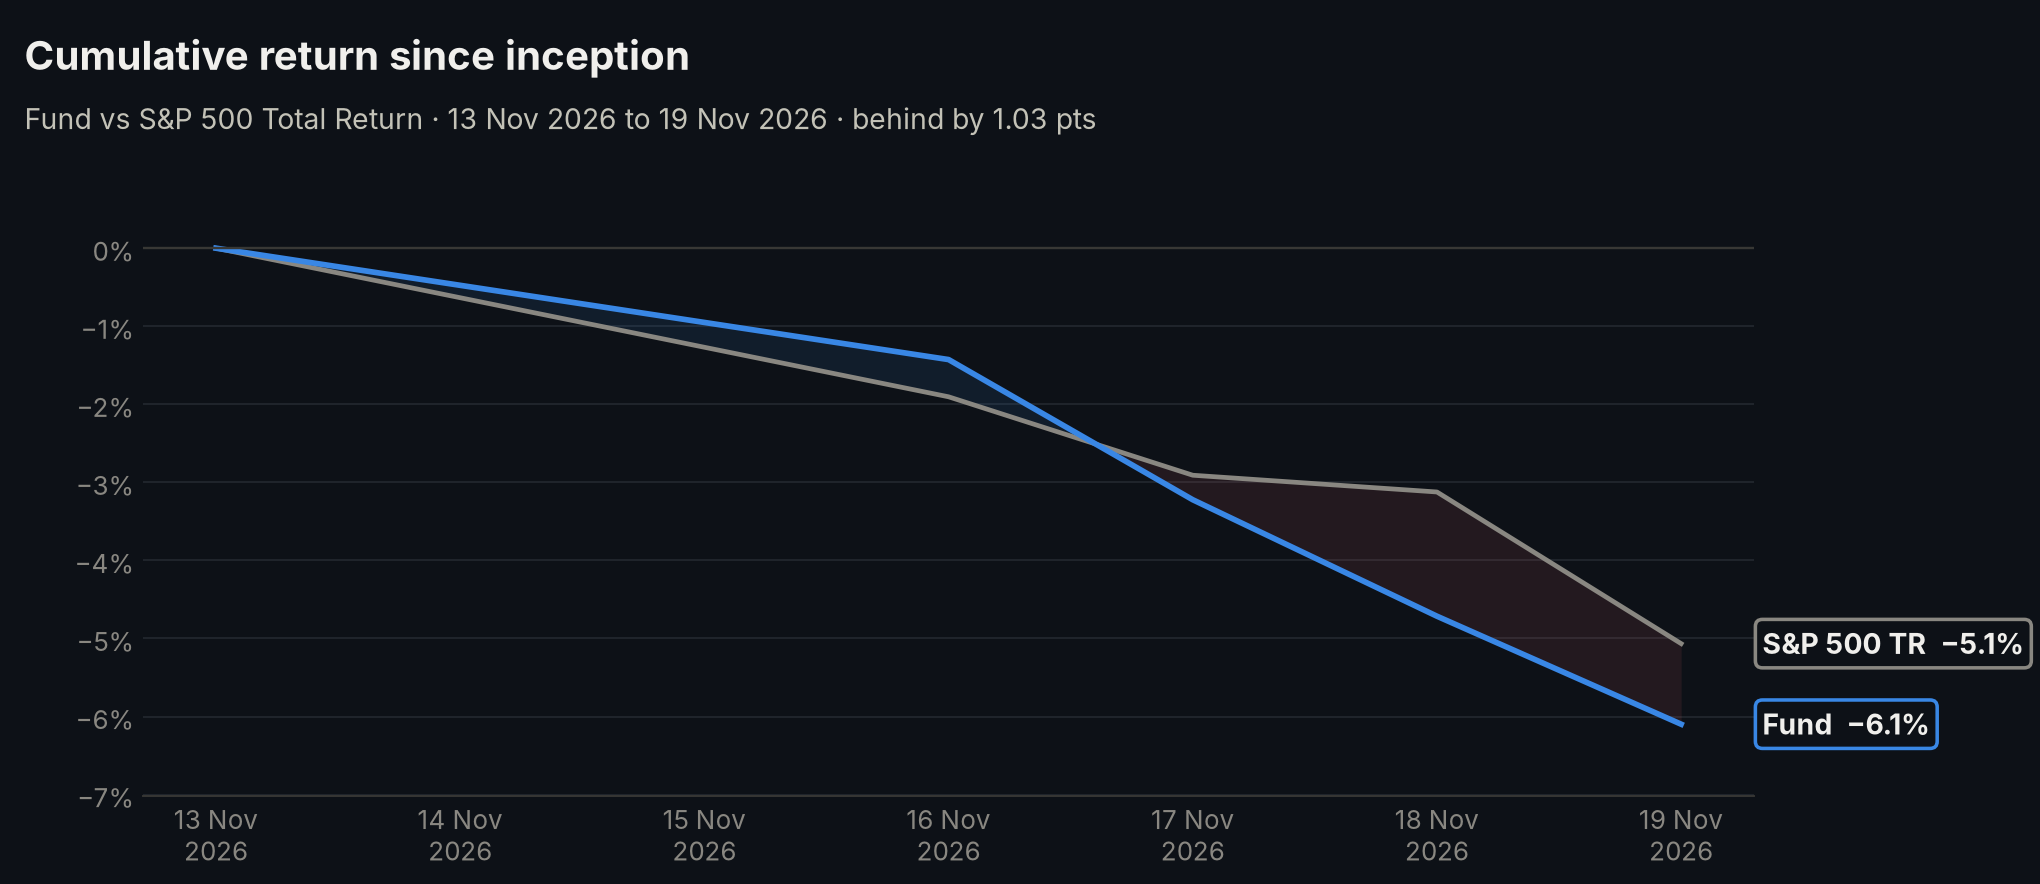 Cumulative return since inception
Fund vs S&P 500 Total Return · 13 Nov 2026 to 19 Nov 2026 · behind by 1.03 pts
0%
−1%
−2%
−3%
−4%
−5%
−6%
−7%
S&P 500 TR −5.1%
Fund −6.1%
13 Nov 2026
14 Nov 2026
15 Nov 2026
16 Nov 2026
17 Nov 2026
18 Nov 2026
19 Nov 2026